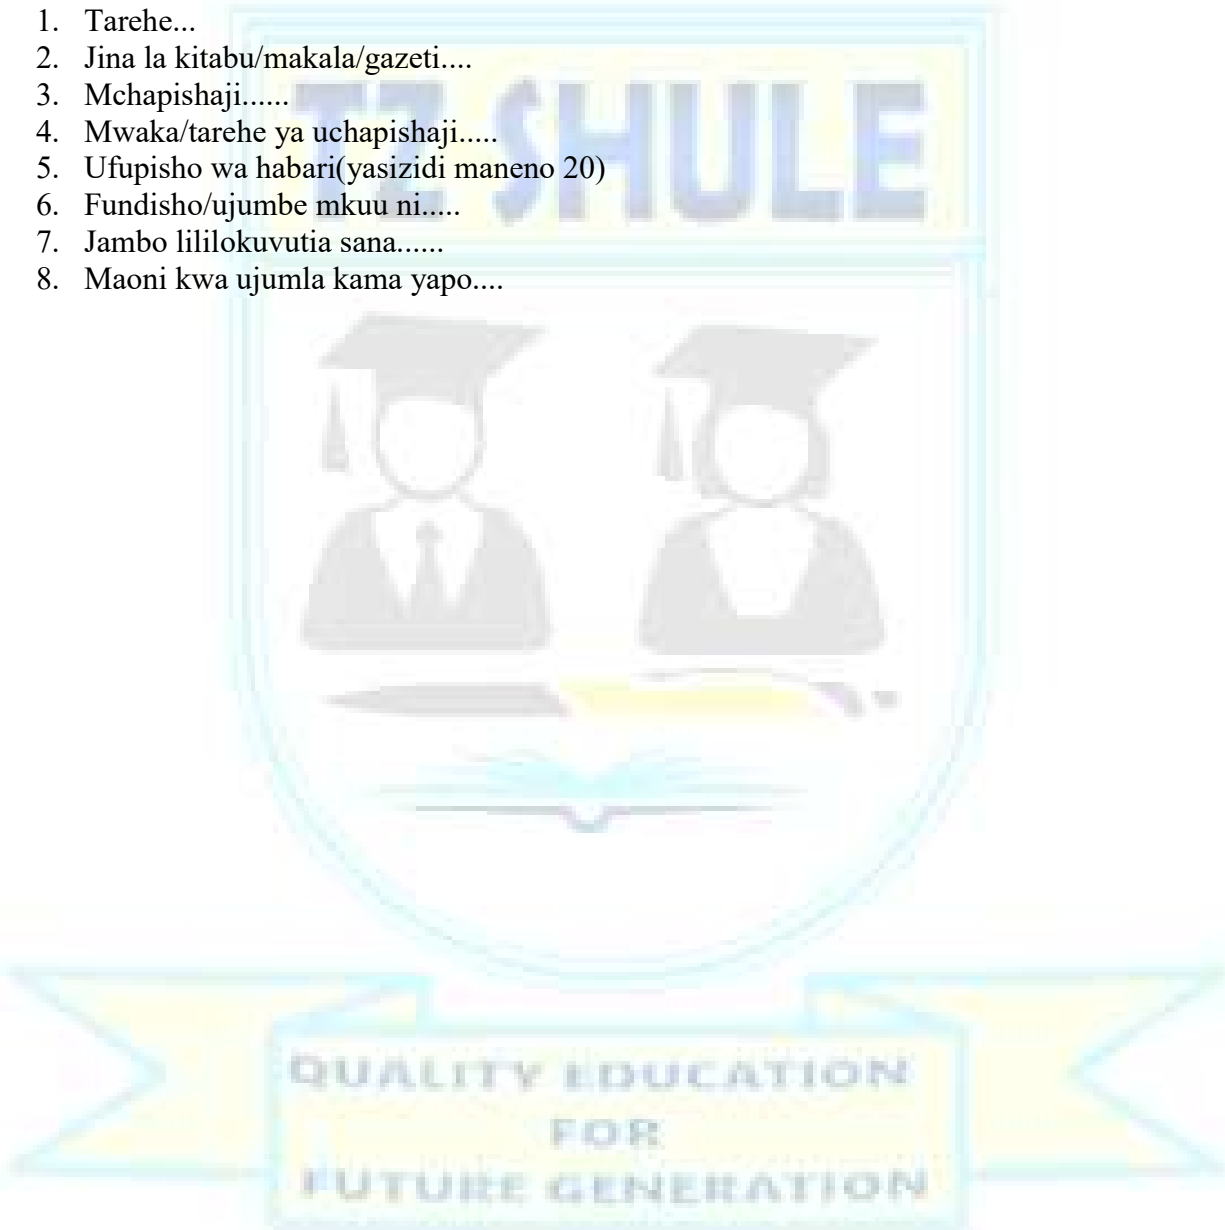 1. Tarehe...
2. Jina la kitabu/makala/gazeti....
3. Mchapishaji......
4. Mwaka/tarehe ya uchapishaji.....
5. Ufupisho wa habari(yasizidi maneno 20)
6. Fundisho/ujumbe mkuu ni.....
7. Jambo lililokuvutia sana......
8. Maoni kwa ujumla kama yapo....
TZ SHULE
QUALITY EDUCATION
FOR
FUTURE GENERATION